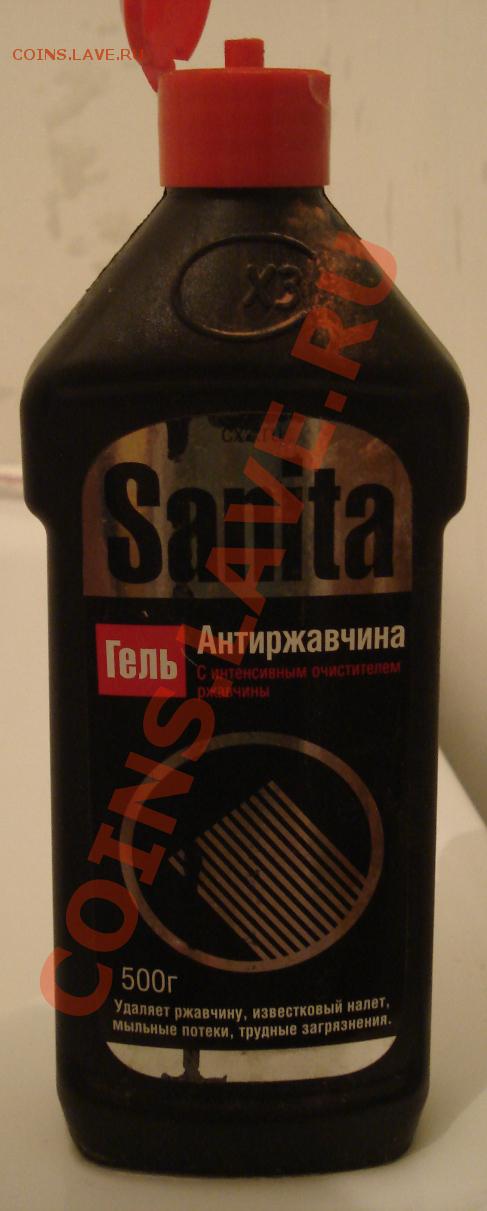 COINS.LAVE.RU
ХЗ
Sanita
Гель
Антиржавчина
С интенсивным очистителем
ржавчины
500г
Удаляет ржавчину, известковый налет,
мыльные потеки, трудные загрязнения.
COINS.LAVE.RU